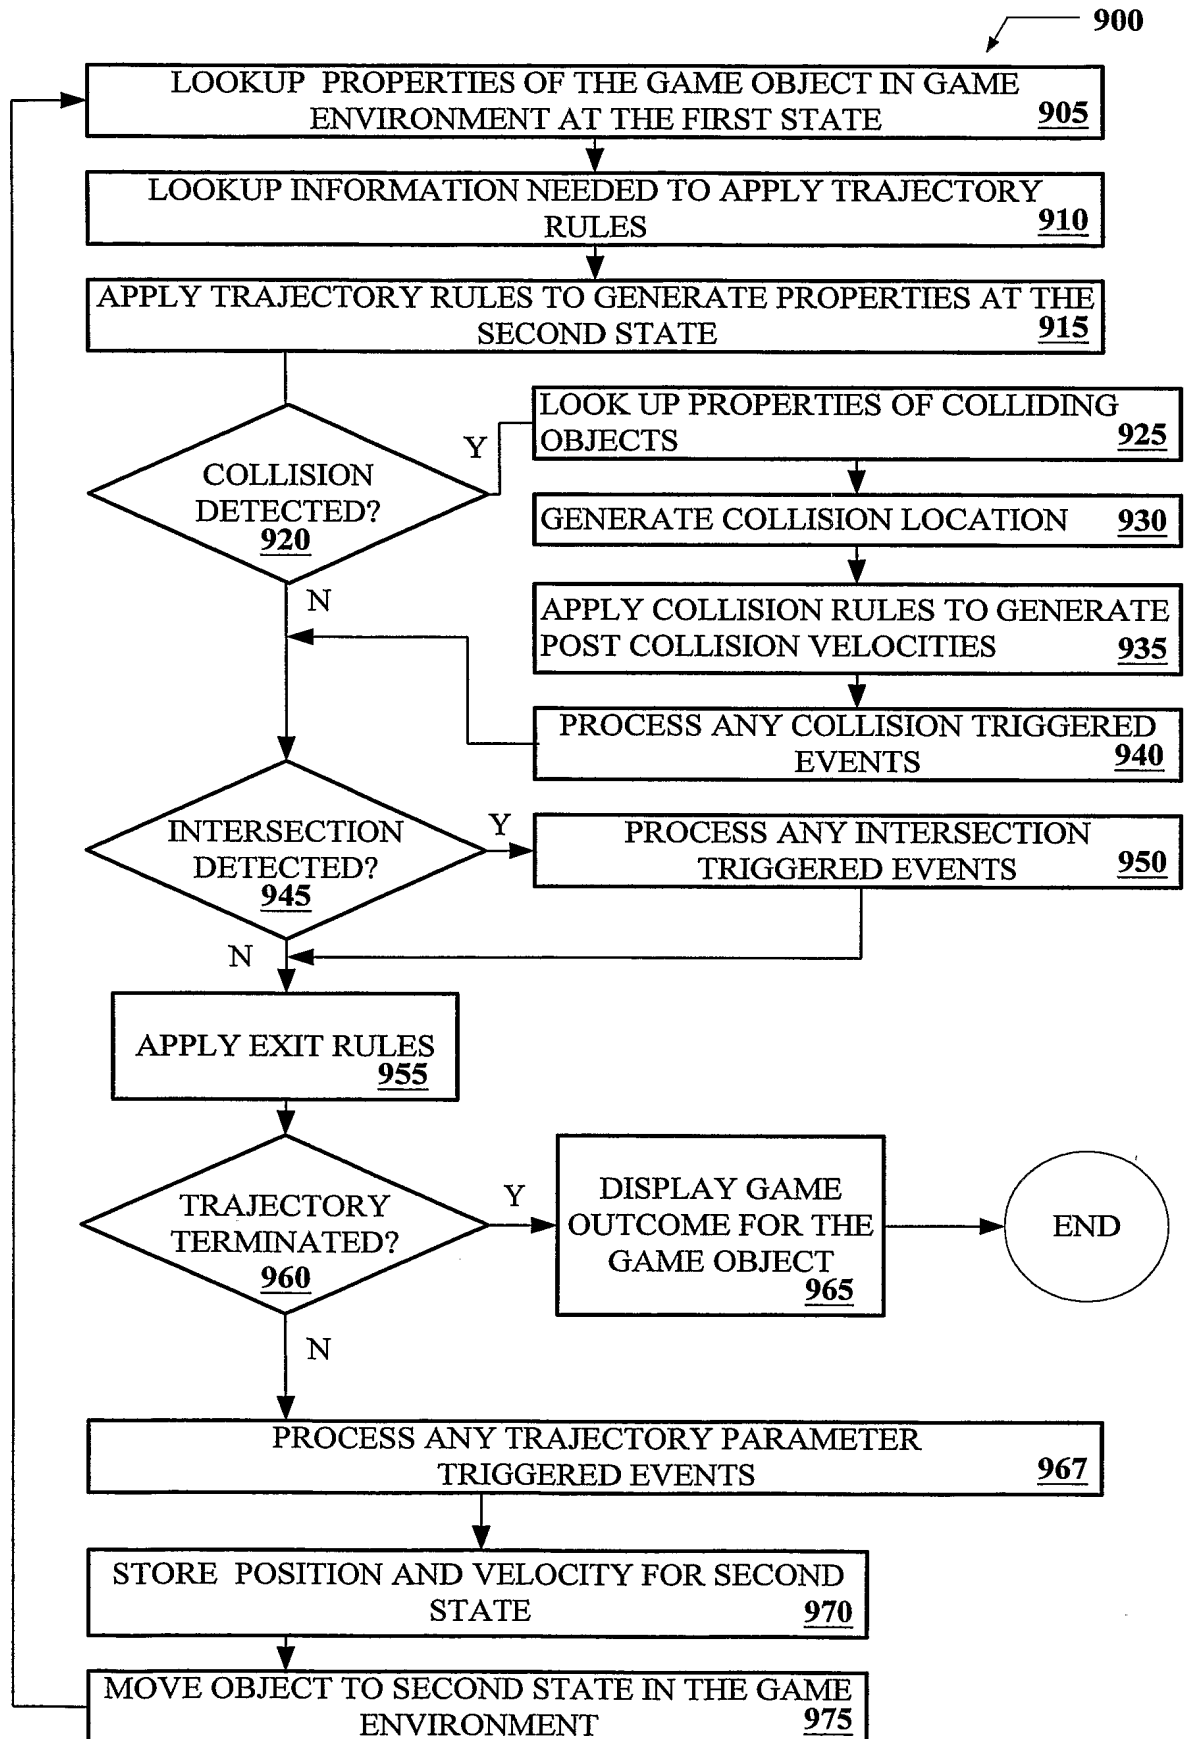 900
LOOKUP PROPERTIES OF THE GAME OBJECT IN GAME
ENVIRONMENT AT THE FIRST STATE
905
LOOKUP INFORMATION NEEDED TO APPLY TRAJECTORY
RULES
910
APPLY TRAJECTORY RULES TO GENERATE PROPERTIES AT THE
SECOND STATE
915
COLLISION
DETECTED?
920
Y
LOOK UP PROPERTIES OF COLLIDING
OBJECTS
925
GENERATE COLLISION LOCATION 930
APPLY COLLISION RULES TO GENERATE
POST COLLISION VELOCITIES
935
PROCESS ANY COLLISION TRIGGERED
EVENTS
940
N
INTERSECTION
DETECTED?
945
Y
PROCESS ANY INTERSECTION
TRIGGERED EVENTS
950
N
APPLY EXIT RULES
955
TRAJECTORY
TERMINATED?
960
Y
DISPLAY GAME
OUTCOME FOR THE
GAME OBJECT
965
END
N
PROCESS ANY TRAJECTORY PARAMETER
TRIGGERED EVENTS
967
STORE POSITION AND VELOCITY FOR SECOND
STATE
970
MOVE OBJECT TO SECOND STATE IN THE GAME
ENVIRONMENT
975